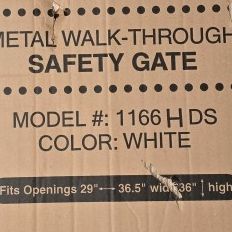 METAL WALK-THROUGH
SAFETY GATE
MODEL #: 1166 H DS
COLOR: WHITE
Fits Openings 29" ↔ 36.5" wide 36" ↕ high